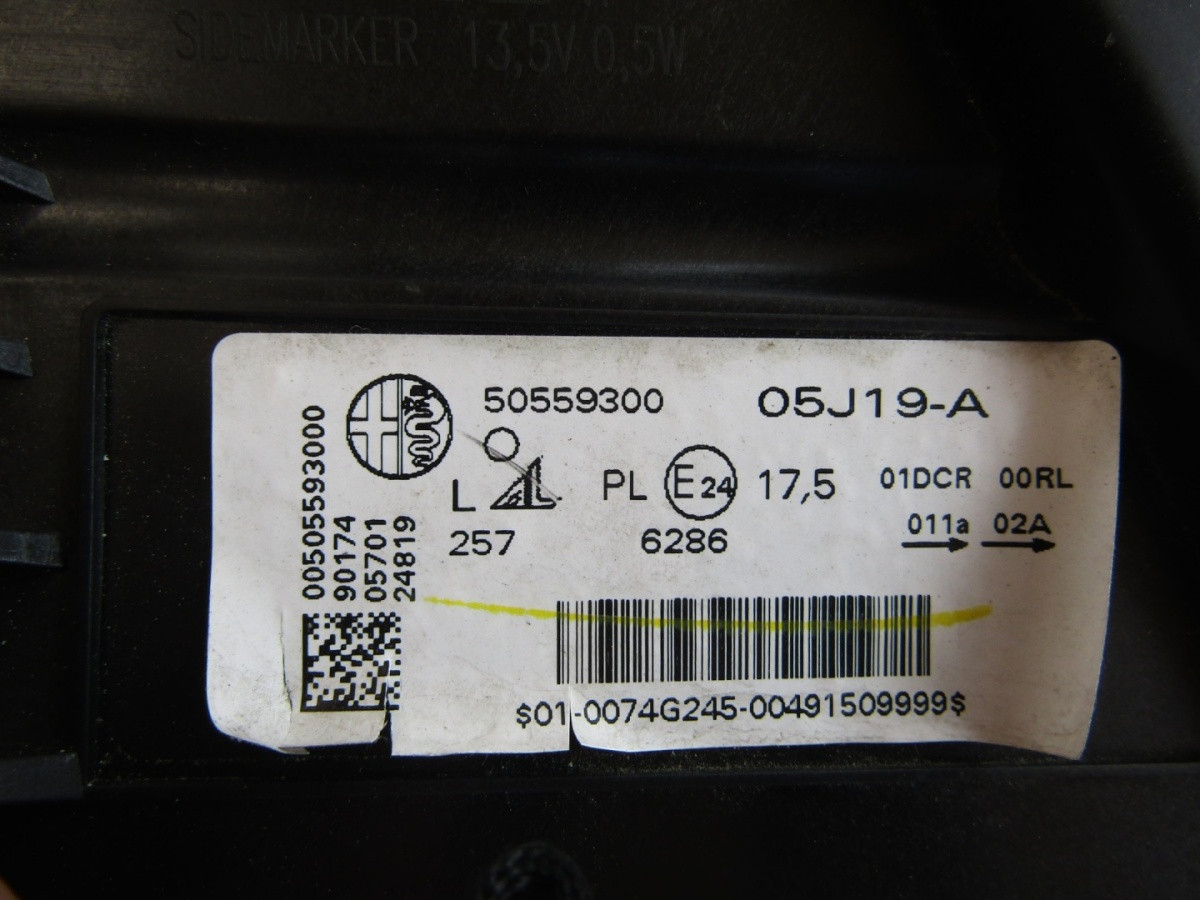 SIDEMARKER 13,5V 0,5W
50559300 05J19-A
L PL E24 17,5 01DCR 00RL
257 6286 011a 02A
00505593000
90174
05701
24819
$01-0074G245-00491509999$